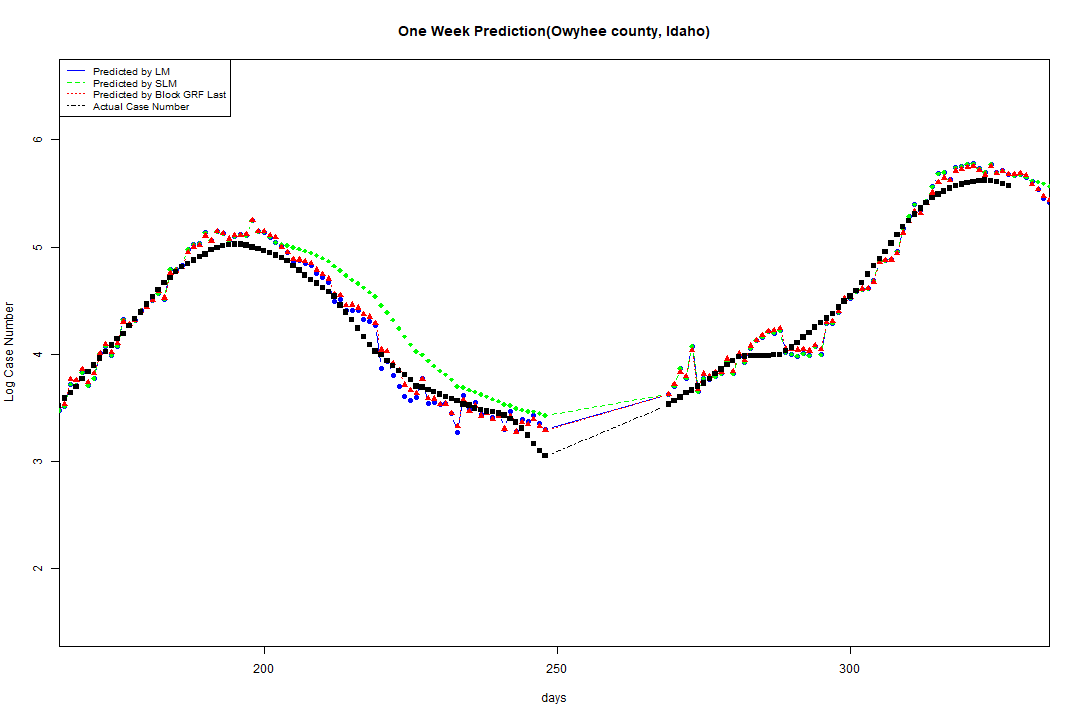 One Week Prediction(Owyhee county, Idaho)
Predicted by LM
Predicted by SLM
Predicted by Block GRF Last
Actual Case Number
Log Case Number
6
5
4
3
2
200 250 300
days